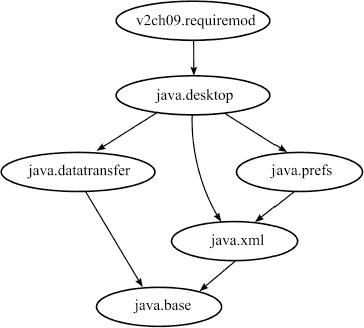 v2ch09.requiremod
java.desktop
java.datatransfer
java.prefs
java.xml
java.base